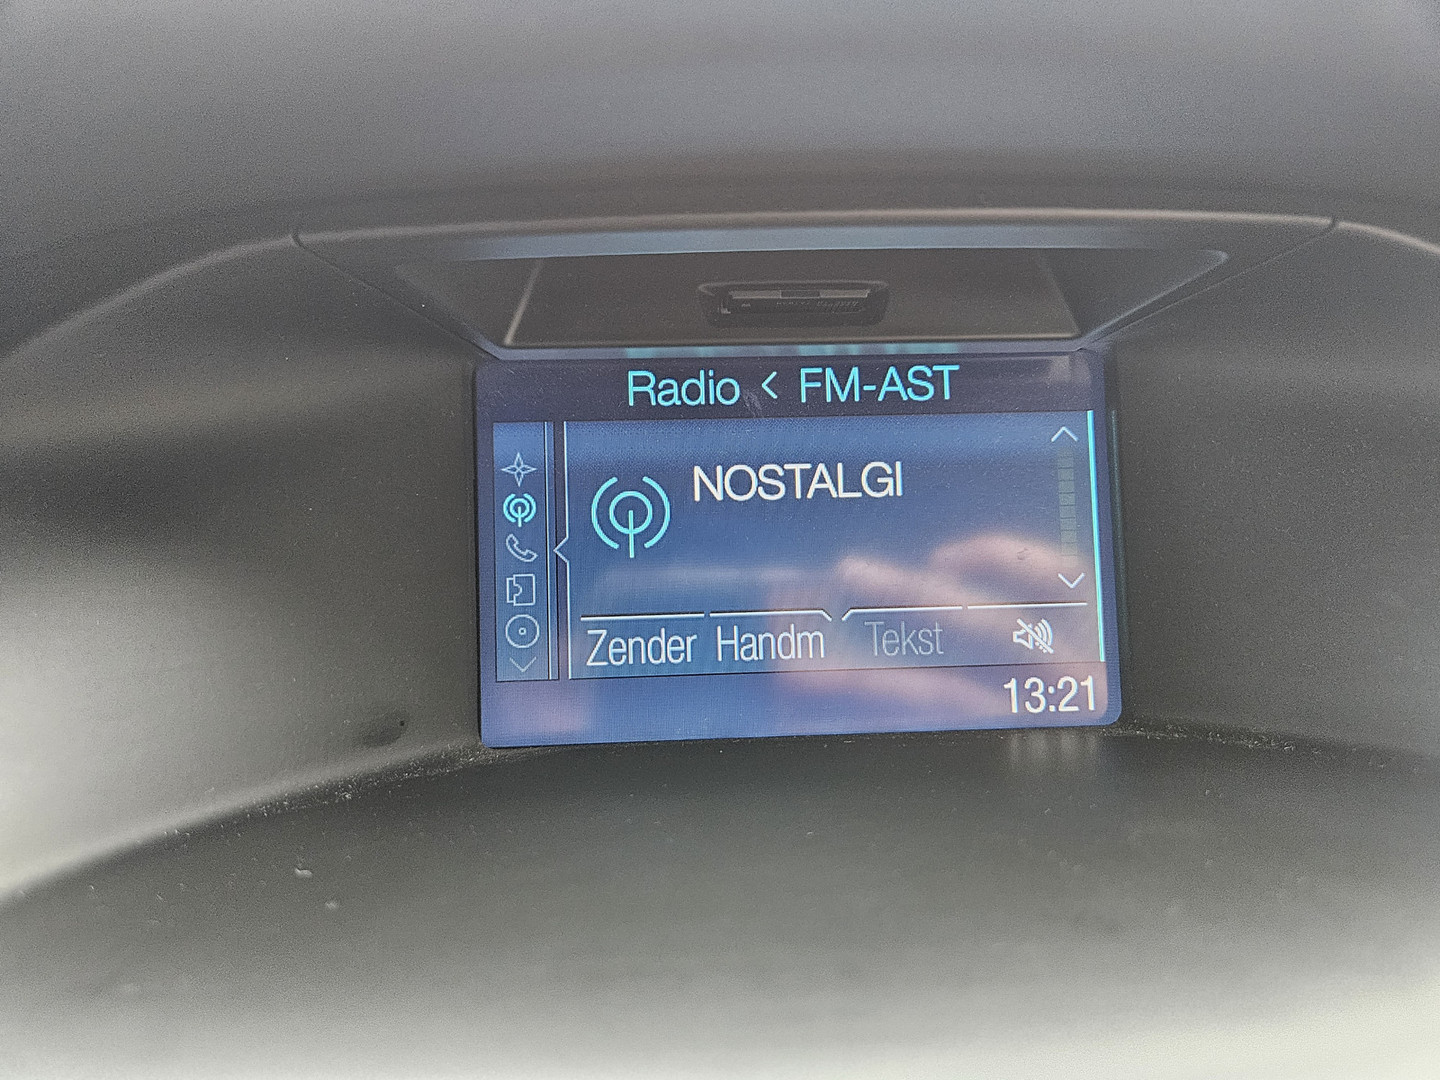 Radio < FM-AST
NOSTALGI
Zender Handm Tekst
13:21